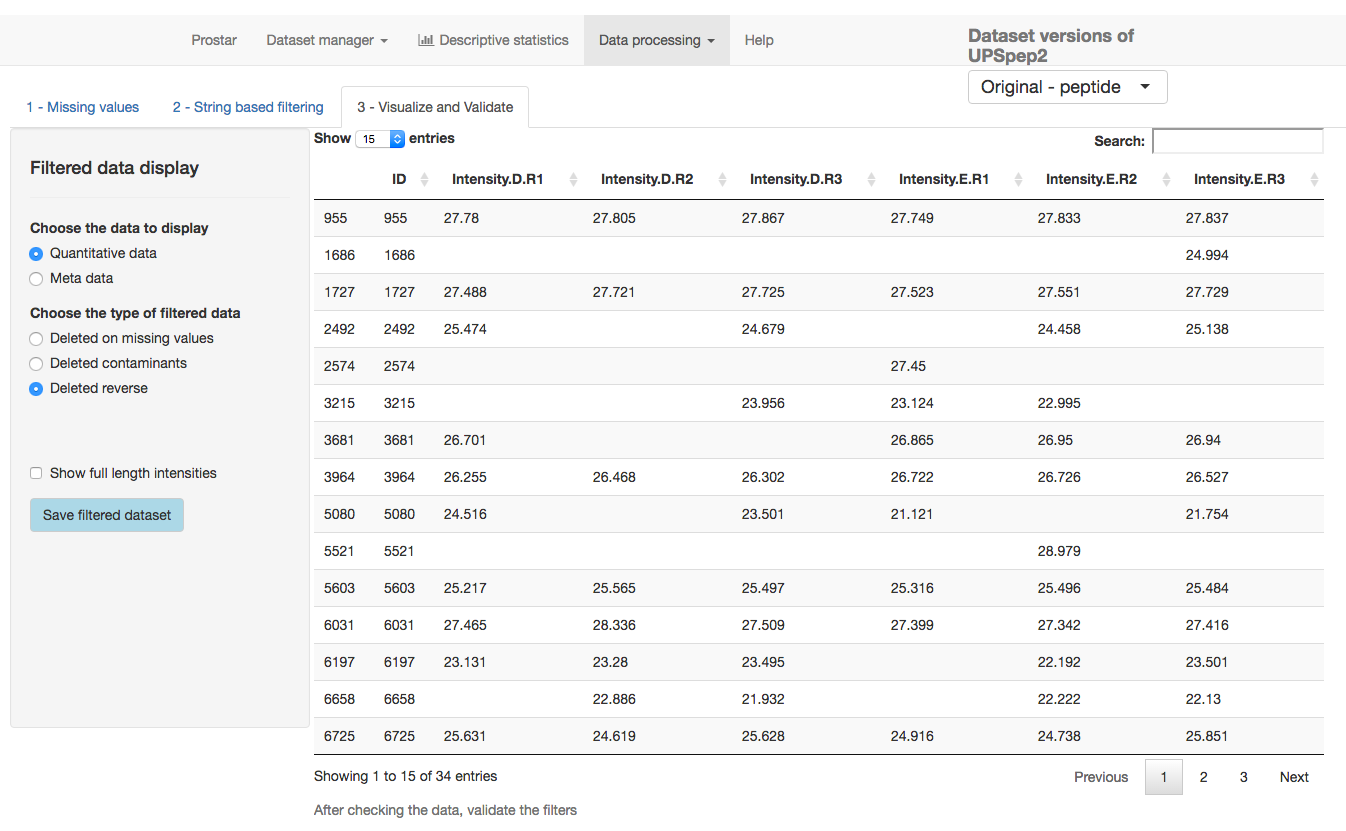 Prostar Dataset manager Descriptive statistics Data processing Help
Dataset versions of
UPSpep2
Original - peptide
1 - Missing values 2 - String based filtering 3 - Visualize and Validate
Filtered data display
Choose the data to display
Quantitative data
Meta data
Choose the type of filtered data
Deleted on missing values
Deleted contaminants
Deleted reverse
Show full length intensities
Save filtered dataset
Show 15 entries
Search:
ID Intensity.D.R1 Intensity.D.R2 Intensity.D.R3 Intensity.E.R1 Intensity.E.R2 Intensity.E.R3
955 955 27.78 27.805 27.867 27.749 27.833 27.837
1686 1686 24.994
1727 1727 27.488 27.721 27.725 27.523 27.551 27.729
2492 2492 25.474 24.679 24.458 25.138
2574 2574 27.45
3215 3215 23.956 23.124 22.995
3681 3681 26.701 26.865 26.95 26.94
3964 3964 26.255 26.468 26.302 26.722 26.726 26.527
5080 5080 24.516 23.501 21.121 21.754
5521 5521 28.979
5603 5603 25.217 25.565 25.497 25.316 25.496 25.484
6031 6031 27.465 28.336 27.509 27.399 27.342 27.416
6197 6197 23.131 23.28 23.495 22.192 23.501
6658 6658 22.886 21.932 22.222 22.13
6725 6725 25.631 24.619 25.628 24.916 24.738 25.851
Showing 1 to 15 of 34 entries
Previous 1 2 3 Next
After checking the data, validate the filters